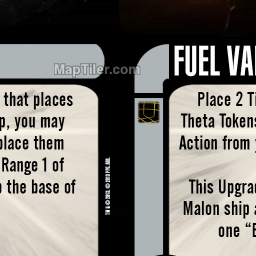 MapTiler.com
that places
p, you may
place them
Range 1 of
the base of
FUEL VA
Place 2 Ti
Theta Tokens
Action from y
This Upgrad
Malon ship a
one "E